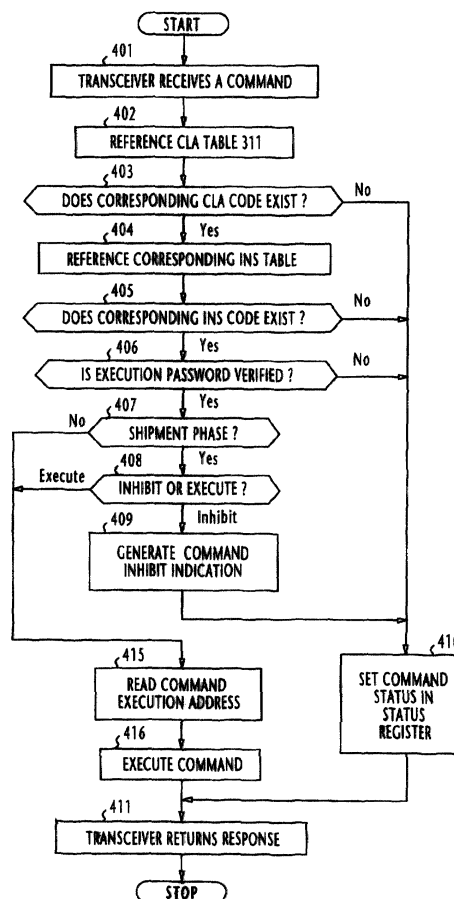 START
401
TRANSCEIVER RECEIVES A COMMAND
402
REFERENCE CLA TABLE 311
403
DOES CORRESPONDING CLA CODE EXIST ?
No
404
Yes
REFERENCE CORRESPONDING INS TABLE
405
DOES CORRESPONDING INS CODE EXIST ?
No
406
Yes
IS EXECUTION PASSWORD VERIFIED ?
No
407
Yes
No
SHIPMENT PHASE ?
408
Yes
Execute
INHIBIT OR EXECUTE ?
409
Inhibit
GENERATE COMMAND
INHIBIT INDICATION
415
READ COMMAND
EXECUTION ADDRESS
SET COMMAND
STATUS IN
STATUS
REGISTER
416
EXECUTE COMMAND
411
TRANSCEIVER RETURNS RESPONSE
STOP